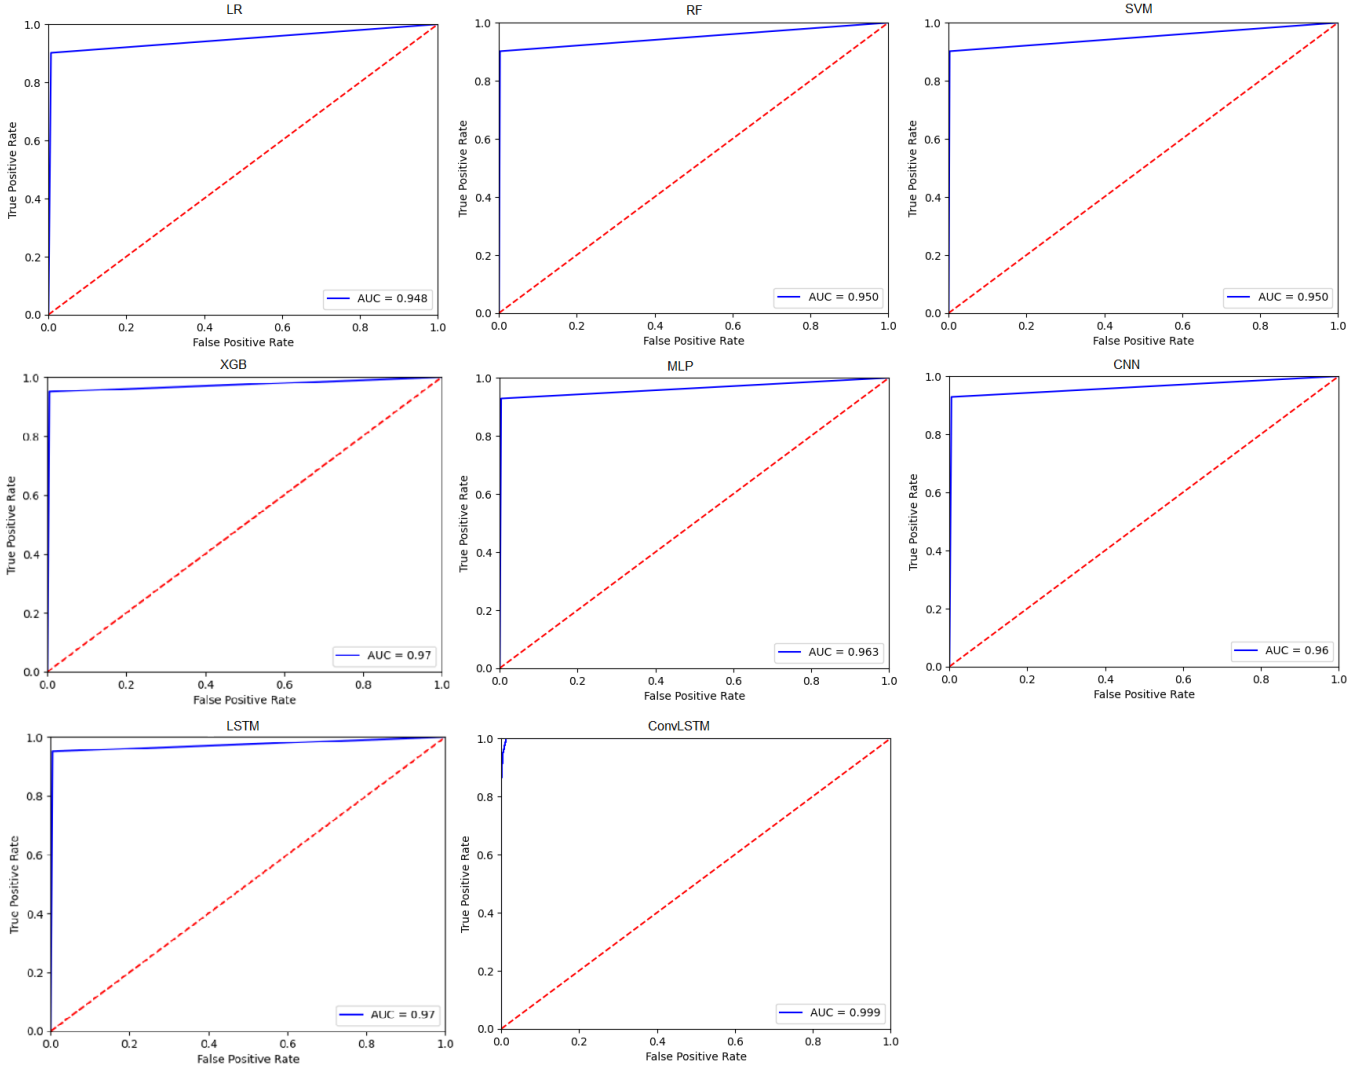 LR
1.0
0.8
0.6
0.4
0.2
0.0
True Positive Rate
AUC = 0.948
0.0 0.2 0.4 0.6 0.8 1.0
False Positive Rate
RF
1.0
0.8
0.6
0.4
0.2
0.0
True Positive Rate
AUC = 0.950
0.0 0.2 0.4 0.6 0.8 1.0
False Positive Rate
SVM
1.0
0.8
0.6
0.4
0.2
0.0
True Positive Rate
AUC = 0.950
0.0 0.2 0.4 0.6 0.8 1.0
False Positive Rate
XGB
1.0
0.8
0.6
0.4
0.2
0.0
True Positive Rate
AUC = 0.97
0.0 0.2 0.4 0.6 0.8 1.0
False Positive Rate
MLP
1.0
0.8
0.6
0.4
0.2
0.0
True Positive Rate
AUC = 0.963
0.0 0.2 0.4 0.6 0.8 1.0
False Positive Rate
CNN
1.0
0.8
0.6
0.4
0.2
0.0
True Positive Rate
AUC = 0.96
0.0 0.2 0.4 0.6 0.8 1.0
False Positive Rate
LSTM
1.0
0.8
0.6
0.4
0.2
0.0
True Positive Rate
AUC = 0.97
0.0 0.2 0.4 0.6 0.8 1.0
False Positive Rate
ConvLSTM
1.0
0.8
0.6
0.4
0.2
0.0
True Positive Rate
AUC = 0.999
0.0 0.2 0.4 0.6 0.8 1.0
False Positive Rate